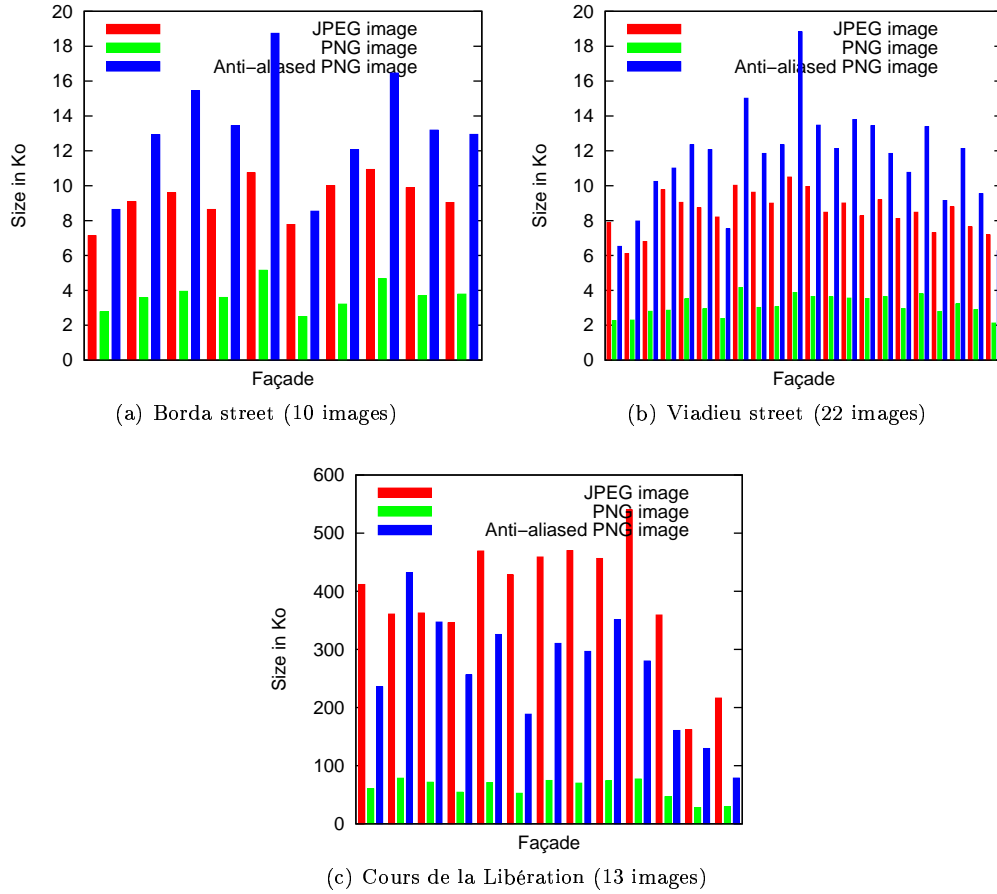 JPEG image
PNG image
Anti−aliased PNG image
Size in Ko
20
18
16
14
12
10
8
6
4
2
0
Façade
(a) Borda street (10 images)
JPEG image
PNG image
Anti−aliased PNG image
Size in Ko
20
18
16
14
12
10
8
6
4
2
0
Façade
(b) Viadieu street (22 images)
JPEG image
PNG image
Anti−aliased PNG image
Size in Ko
600
500
400
300
200
100
0
Façade
(c) Cours de la Libération (13 images)